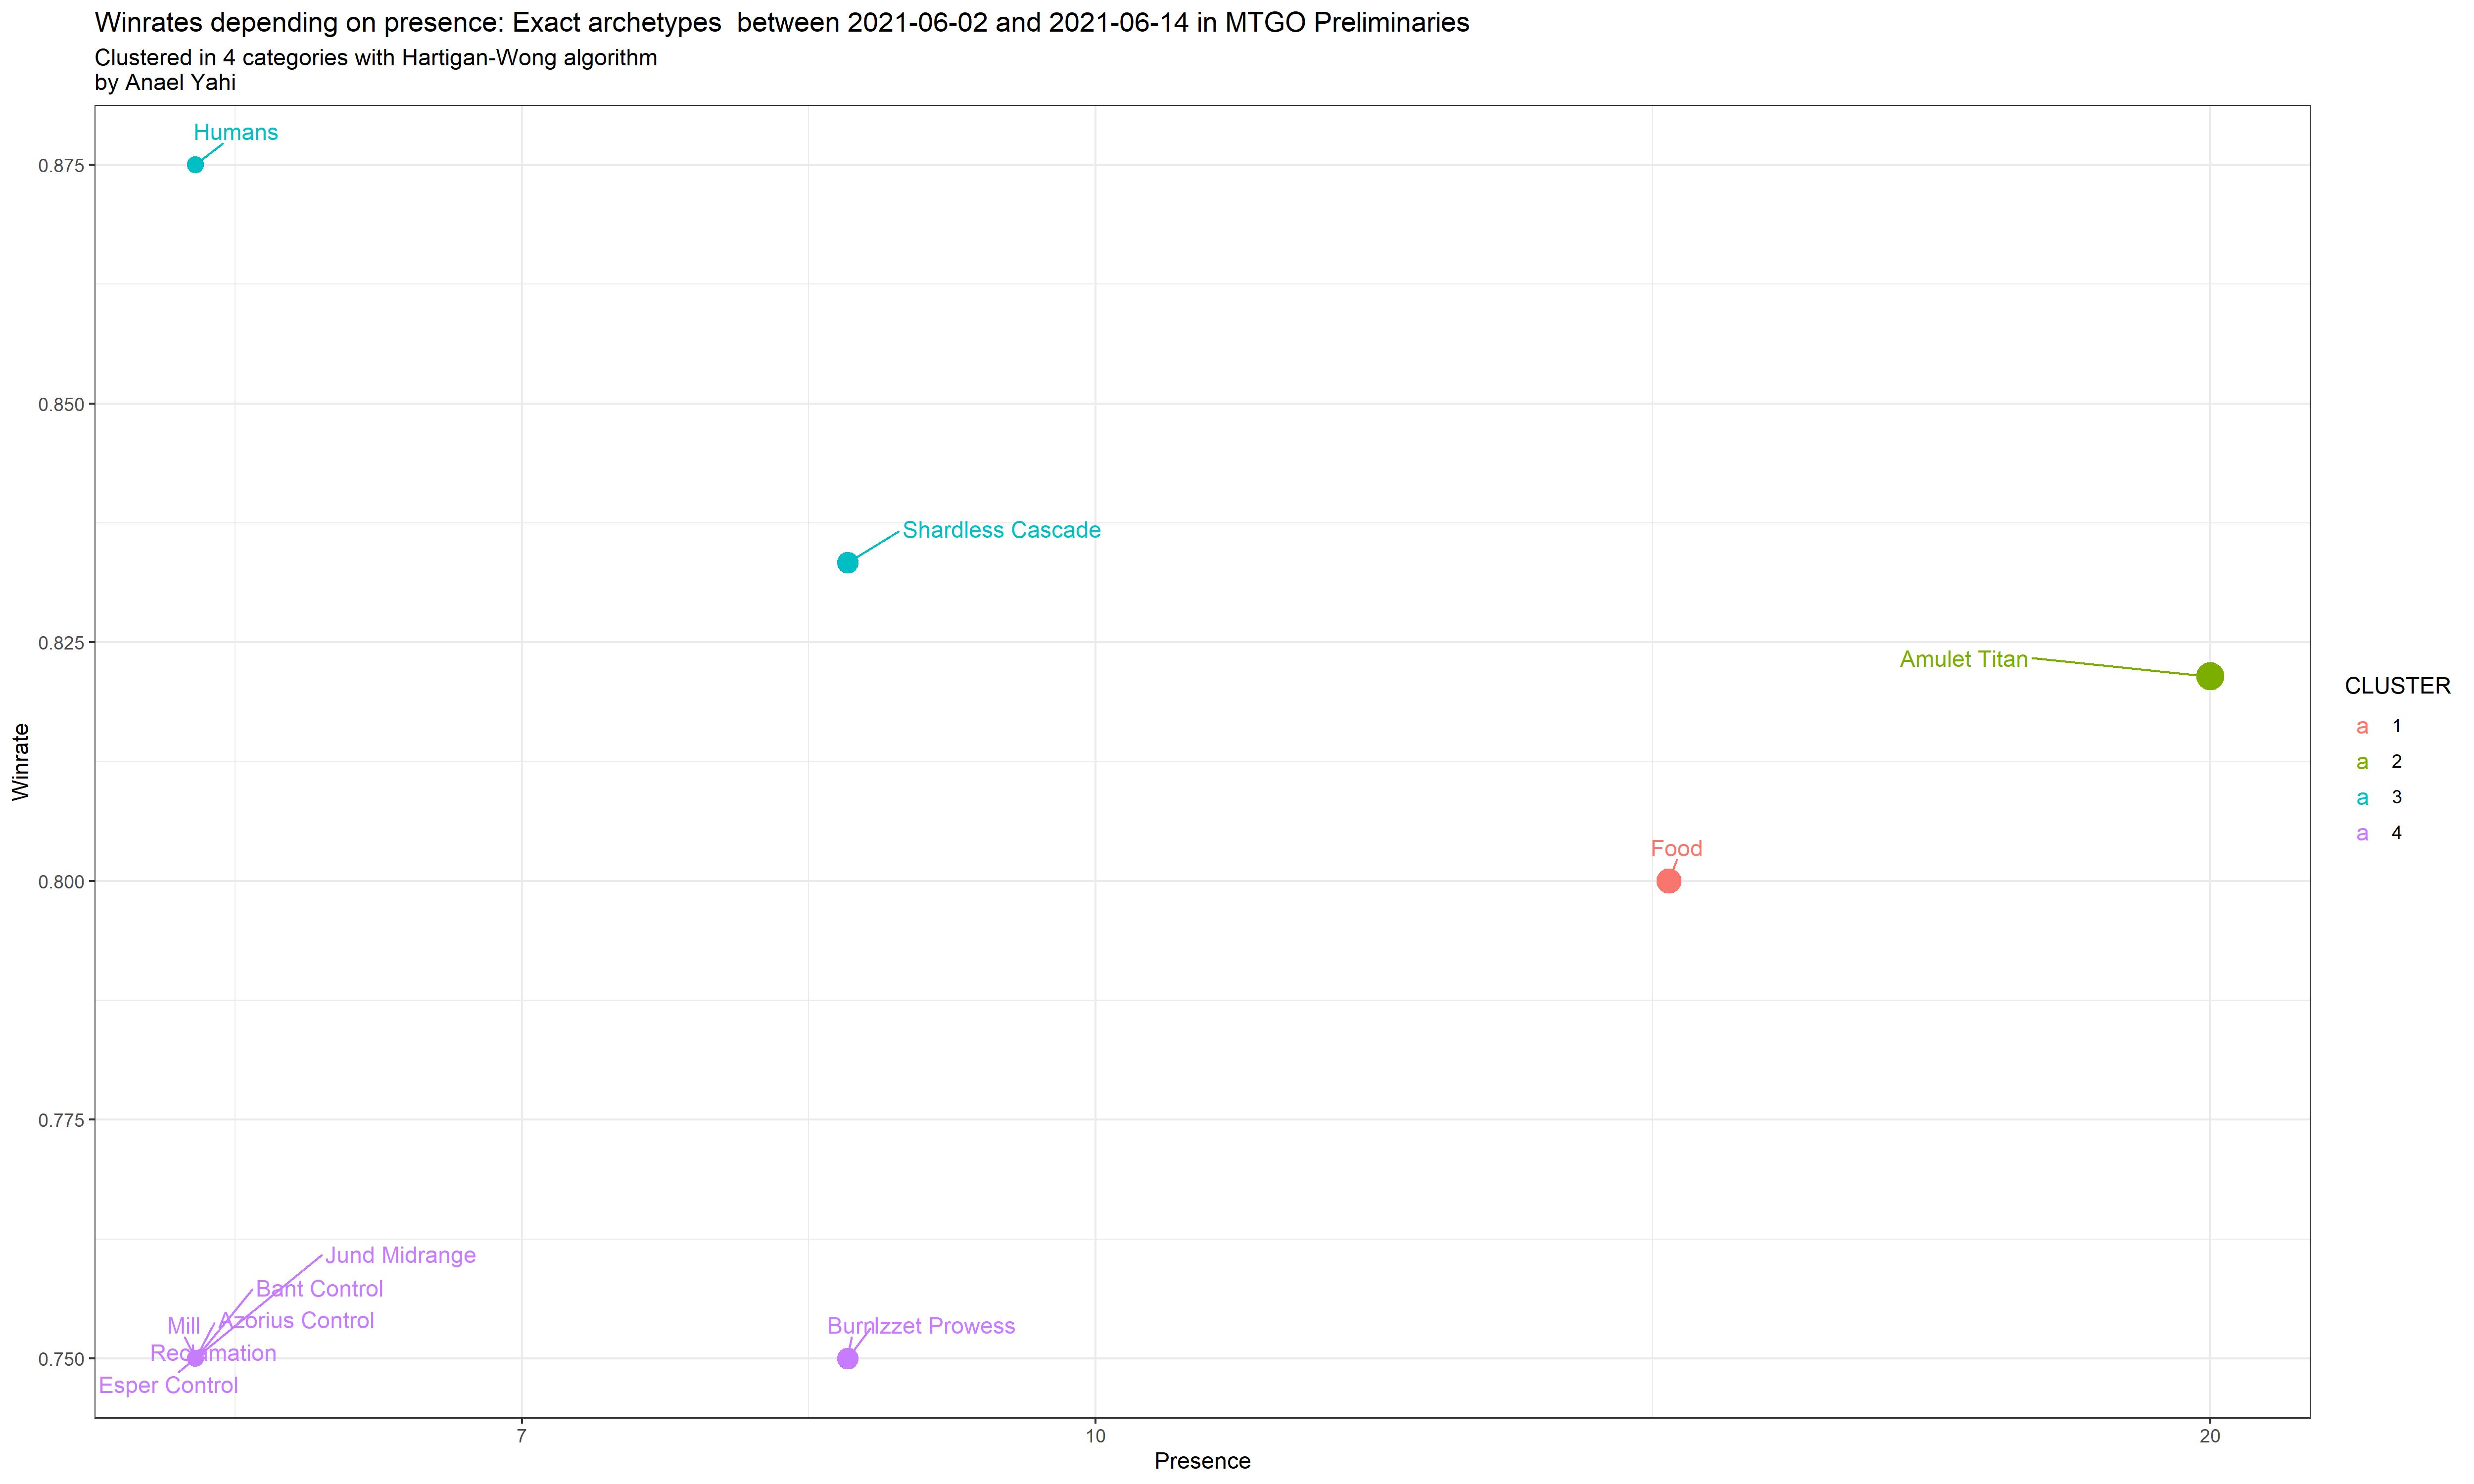 Winrates depending on presence: Exact archetypes  between 2021-06-02 and 2021-06-14 in MTGO Preliminaries
Clustered in 4 categories with Hartigan-Wong algorithm
by Anael Yahi
Humans
0.875
0.850
Shardless Cascade
0.825
Amulet Titan
Food
0.800
0.775
Jund Midrange
Bant Control
Azorius Control
Mill
Burn
Izzet Prowess
Reclamation
0.750
Esper Control
7
10
20
Presence
Winrate
CLUSTER
a 1
a 2
a 3
a 4